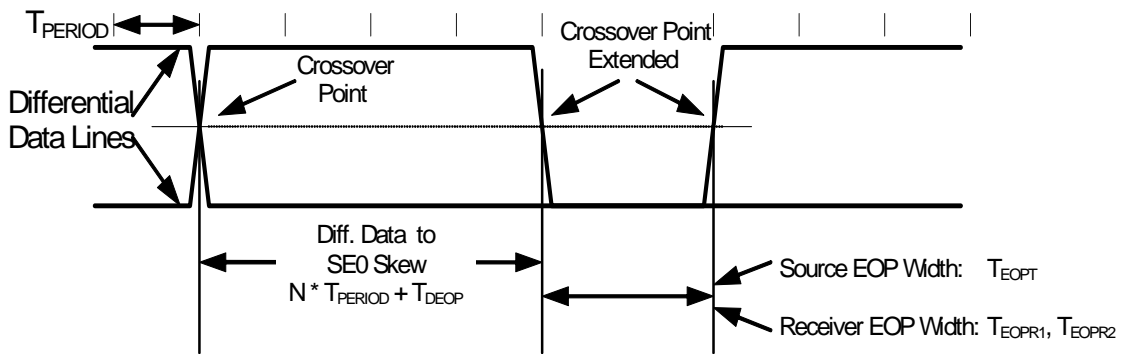 TPERIOD
Differential
Data Lines
Crossover
Point
Crossover Point
Extended
Diff. Data to
SE0 Skew
N * TPERIOD + TDEOP
Source EOP Width: TEOPT
Receiver EOP Width: TEOPR1, TEOPR2